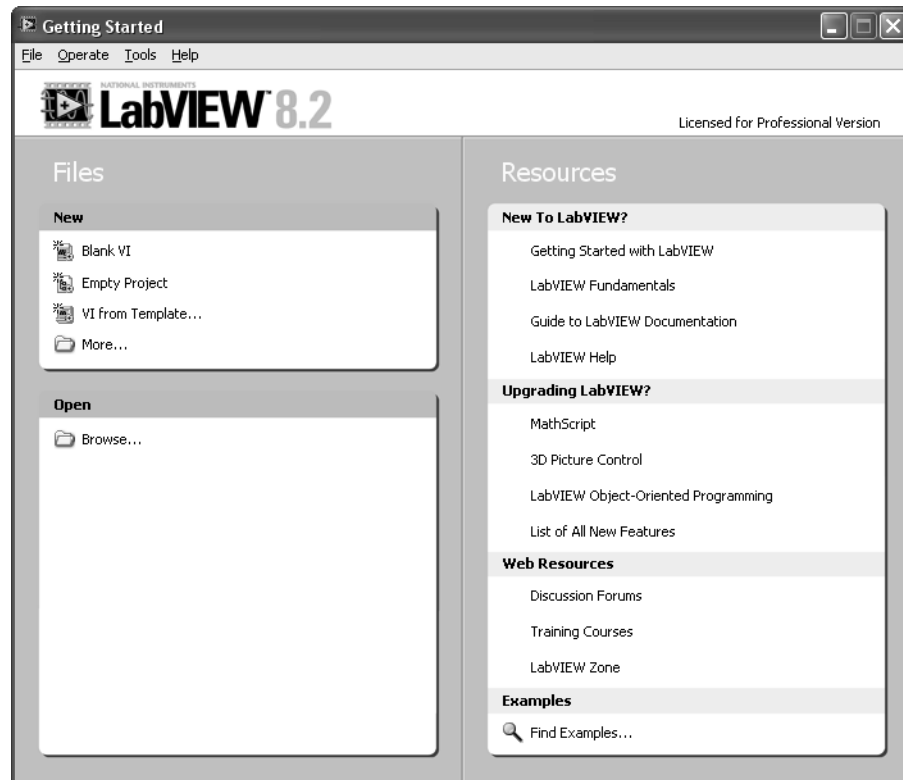 Getting Started
File Operate Tools Help
NATIONAL INSTRUMENTS
LabVIEW™ 8.2
Licensed for Professional Version
Files
New
Blank VI
Empty Project
VI from Template...
More...
Open
Browse...
Resources
New To LabVIEW?
Getting Started with LabVIEW
LabVIEW Fundamentals
Guide to LabVIEW Documentation
LabVIEW Help
Upgrading LabVIEW?
MathScript
3D Picture Control
LabVIEW Object-Oriented Programming
List of All New Features
Web Resources
Discussion Forums
Training Courses
LabVIEW Zone
Examples
Find Examples...